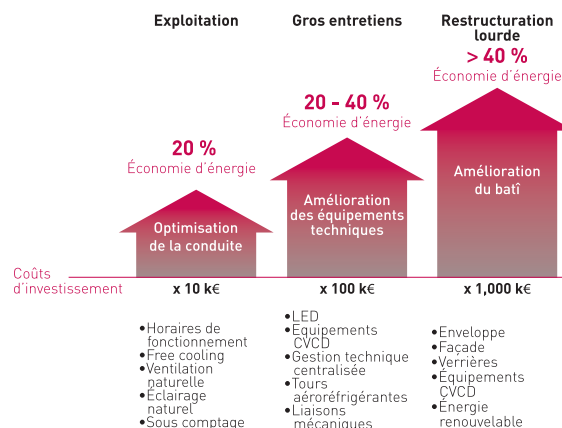 Exploitation
Gros entretiens
Restructuration
lourde
> 40 %
Économie d'énergie
20 - 40 %
Économie d'énergie
20 %
Économie d'énergie
Amélioration
du batî
Amélioration
des équipements
techniques
Optimisation
de la conduite
Coûts
d'investissement
x 10 k€
x 100 k€
x 1,000 k€
•Horaires de
fonctionnement
•Free cooling
•Ventilation
naturelle
•Éclairage
naturel
•Sous comptage
•LED
•Equipements
CVCD
•Gestion technique
centralisée
•Tours
aéroréfrigérantes
•Liaisons
mécaniques
•Enveloppe
•Façade
•Verrières
•Équipements
CVCD
•Énergie
renouvelable